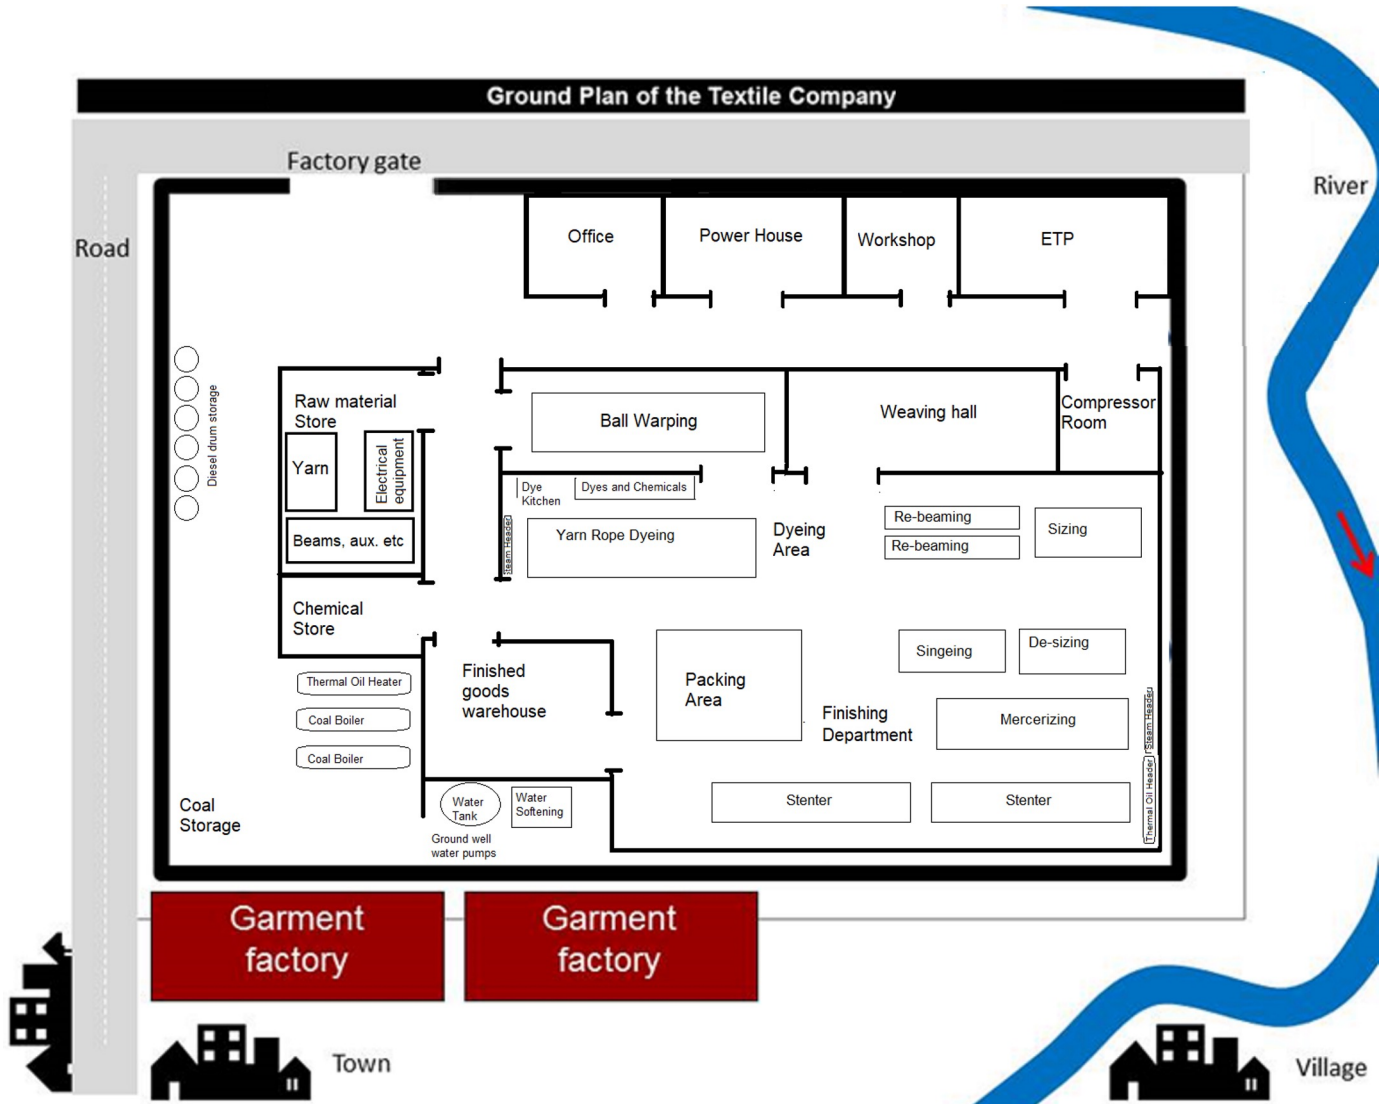 Ground Plan of the Textile Company
Factory gate
River
Road
Office
Power House
Workshop
ETP
Diesel drum storage
Raw material
Store
Yarn
Electrical
equipment
Beams, aux. etc
Chemical
Store
Ball Warping
Weaving hall
Compressor
Room
Dye
Kitchen
Dyes and Chemicals
Steam Header
Yarn Rope Dyeing
Dyeing
Area
Re-beaming
Re-beaming
Sizing
Thermal Oil Heater
Coal Boiler
Coal Boiler
Coal
Storage
Finished
goods
warehouse
Packing
Area
Singeing
De-sizing
Finishing
Department
Mercerizing
Steam Header
Thermal Oil Header
Stenter
Stenter
Water
Tank
Water
Softening
Ground well
water pumps
Garment
factory
Garment
factory
Town
Village